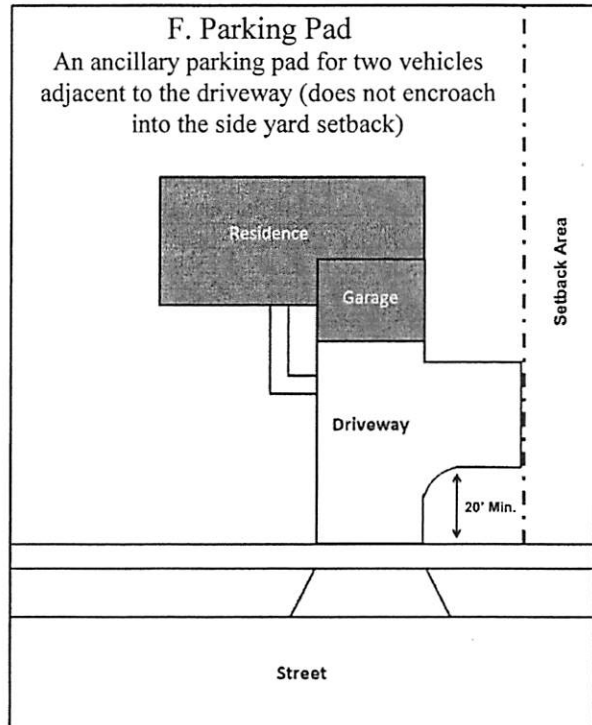 F. Parking Pad
An ancillary parking pad for two vehicles
adjacent to the driveway (does not encroach
into the side yard setback)
Residence
Garage
Setback Area
Driveway
20' Min.
Street